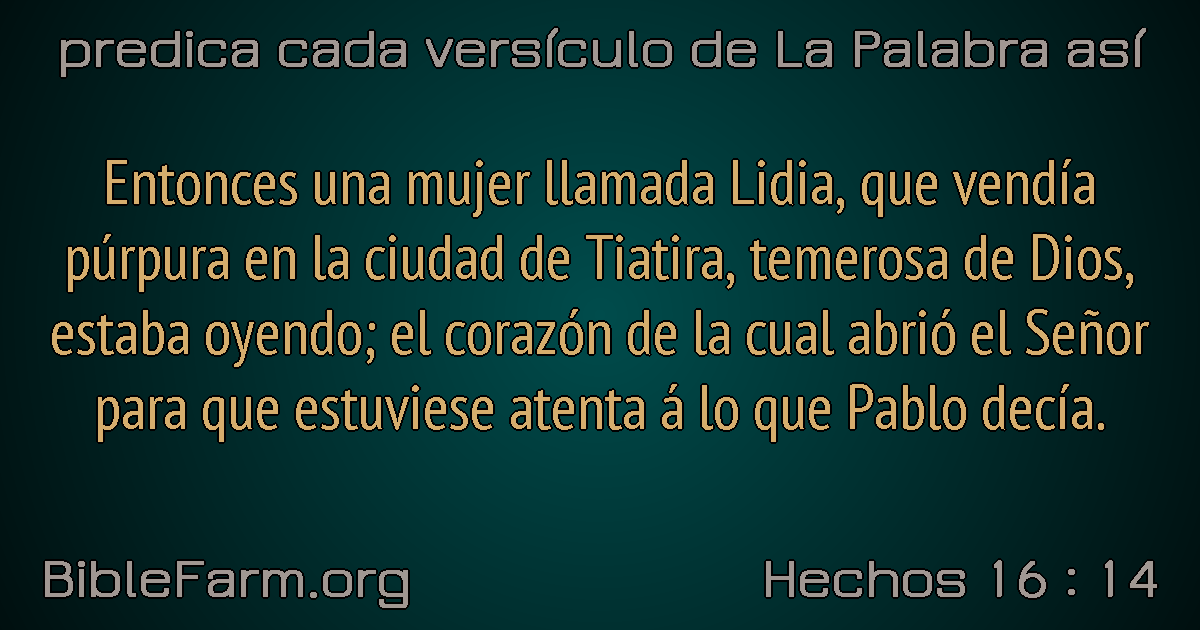 predica cada versículo de La Palabra así
Entonces una mujer llamada Lidia, que vendía
púrpura en la ciudad de Tiatira, temerosa de Dios,
estaba oyendo; el corazón de la cual abrió el Señor
para que estuviese atenta á lo que Pablo decía.
BibleFarm.org
Hechos 16 : 14